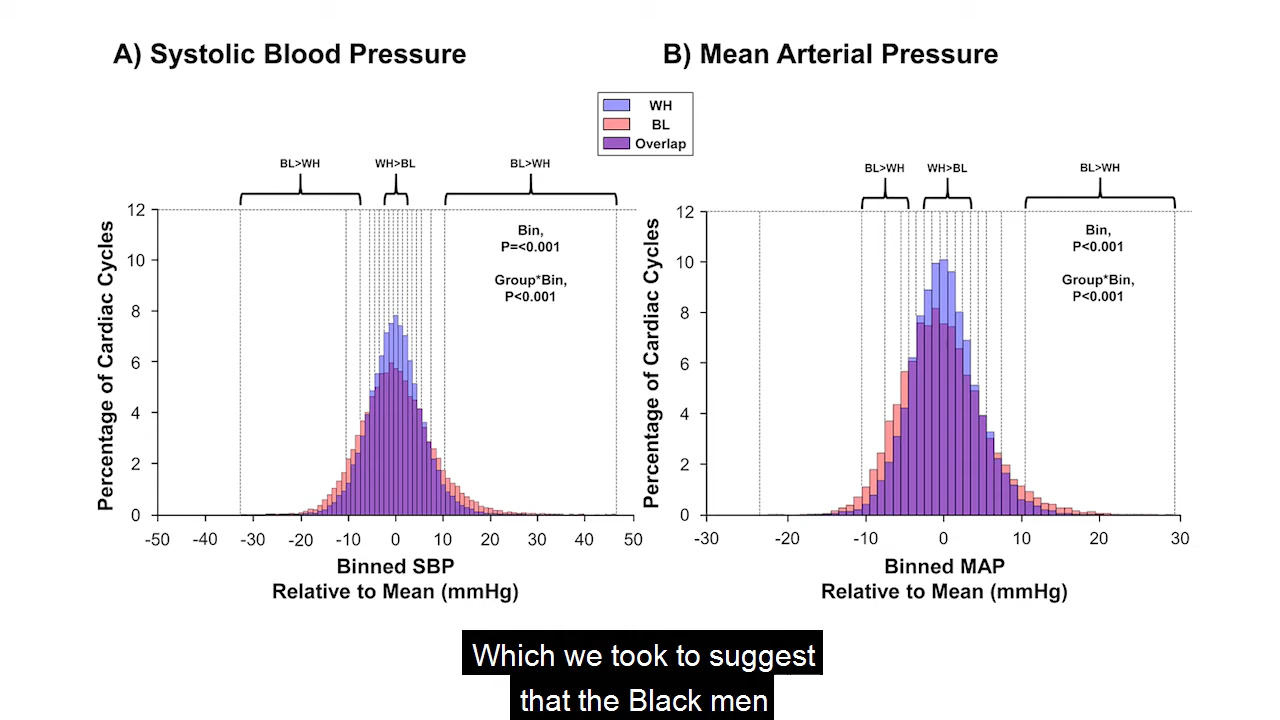 A) Systolic Blood Pressure
B) Mean Arterial Pressure
WH
BL
Overlap
BL>WH
WH>BL
BL>WH
BL>WH
WH>BL
BL>WH
Percentage of Cardiac Cycles
12
10
8
6
4
2
0
Bin,
P=<0.001
Group*Bin,
P<0.001
-50
-40
-30
-20
-10
0
10
20
30
40
50
Binned SBP
Relative to Mean (mmHg)
Percentage of Cardiac Cycles
12
10
8
6
4
2
0
Bin,
P<0.001
Group*Bin,
P<0.001
-30
-20
-10
0
10
20
30
Binned MAP
Relative to Mean (mmHg)
Which we took to suggest
that the Black men